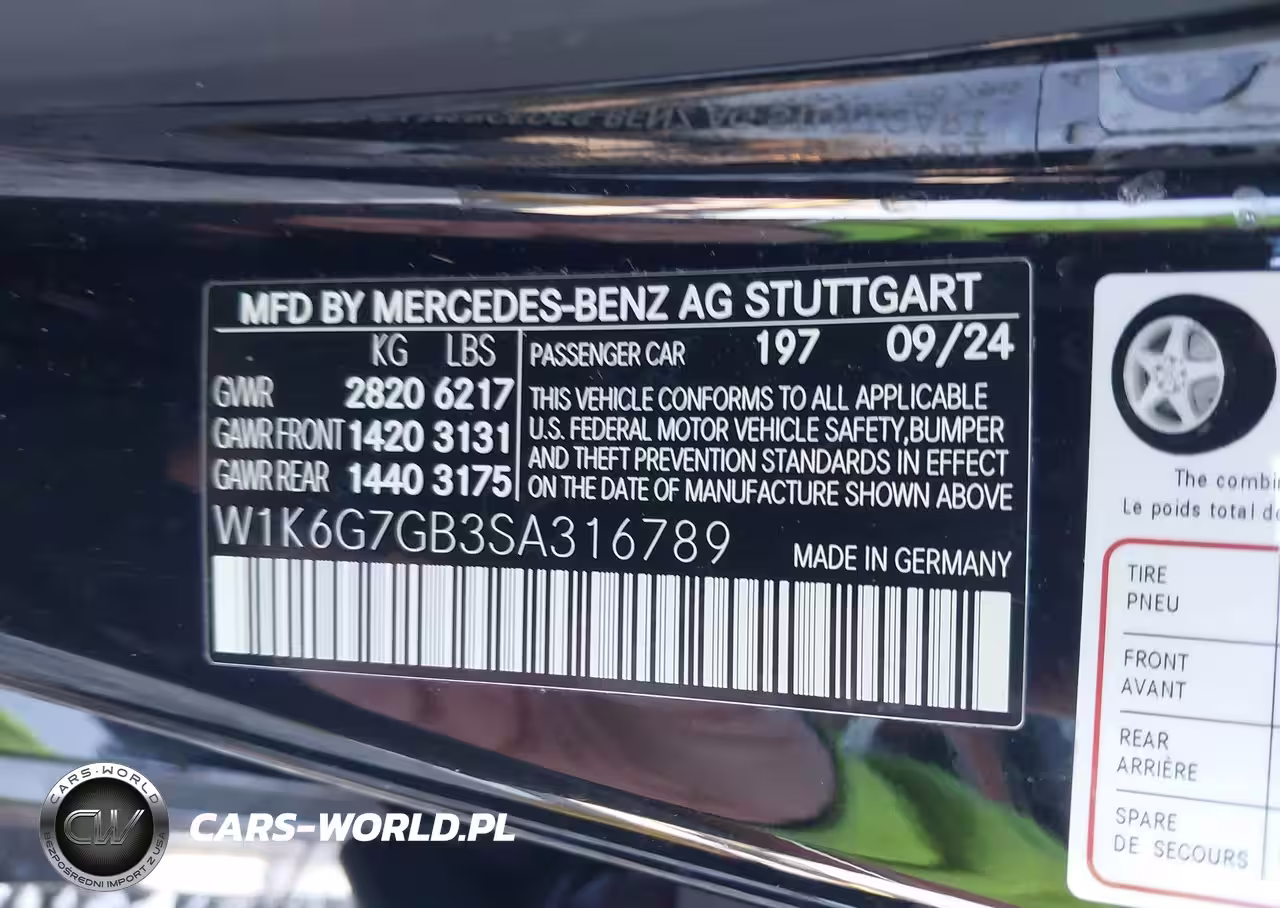 MFD BY MERCEDES-BENZ AG STUTTGART
KG LBS
GVWR 2820 6217
GAWR FRONT 1420 3131
GAWR REAR 1440 3175
PASSENGER CAR 197 09/24
THIS VEHICLE CONFORMS TO ALL APPLICABLE
U.S. FEDERAL MOTOR VEHICLE SAFETY,BUMPER
AND THEFT PREVENTION STANDARDS IN EFFECT
ON THE DATE OF MANUFACTURE SHOWN ABOVE
W1K6G7GB3SA316789
MADE IN GERMANY
The combi
Le poids total d
TIRE
PNEU
FRONT
AVANT
REAR
ARRIÈRE
SPARE
DE SECOURS
CARS-WORLD
CW
BEZPOŚREDNI IMPORT Z USA
CARS-WORLD.PL